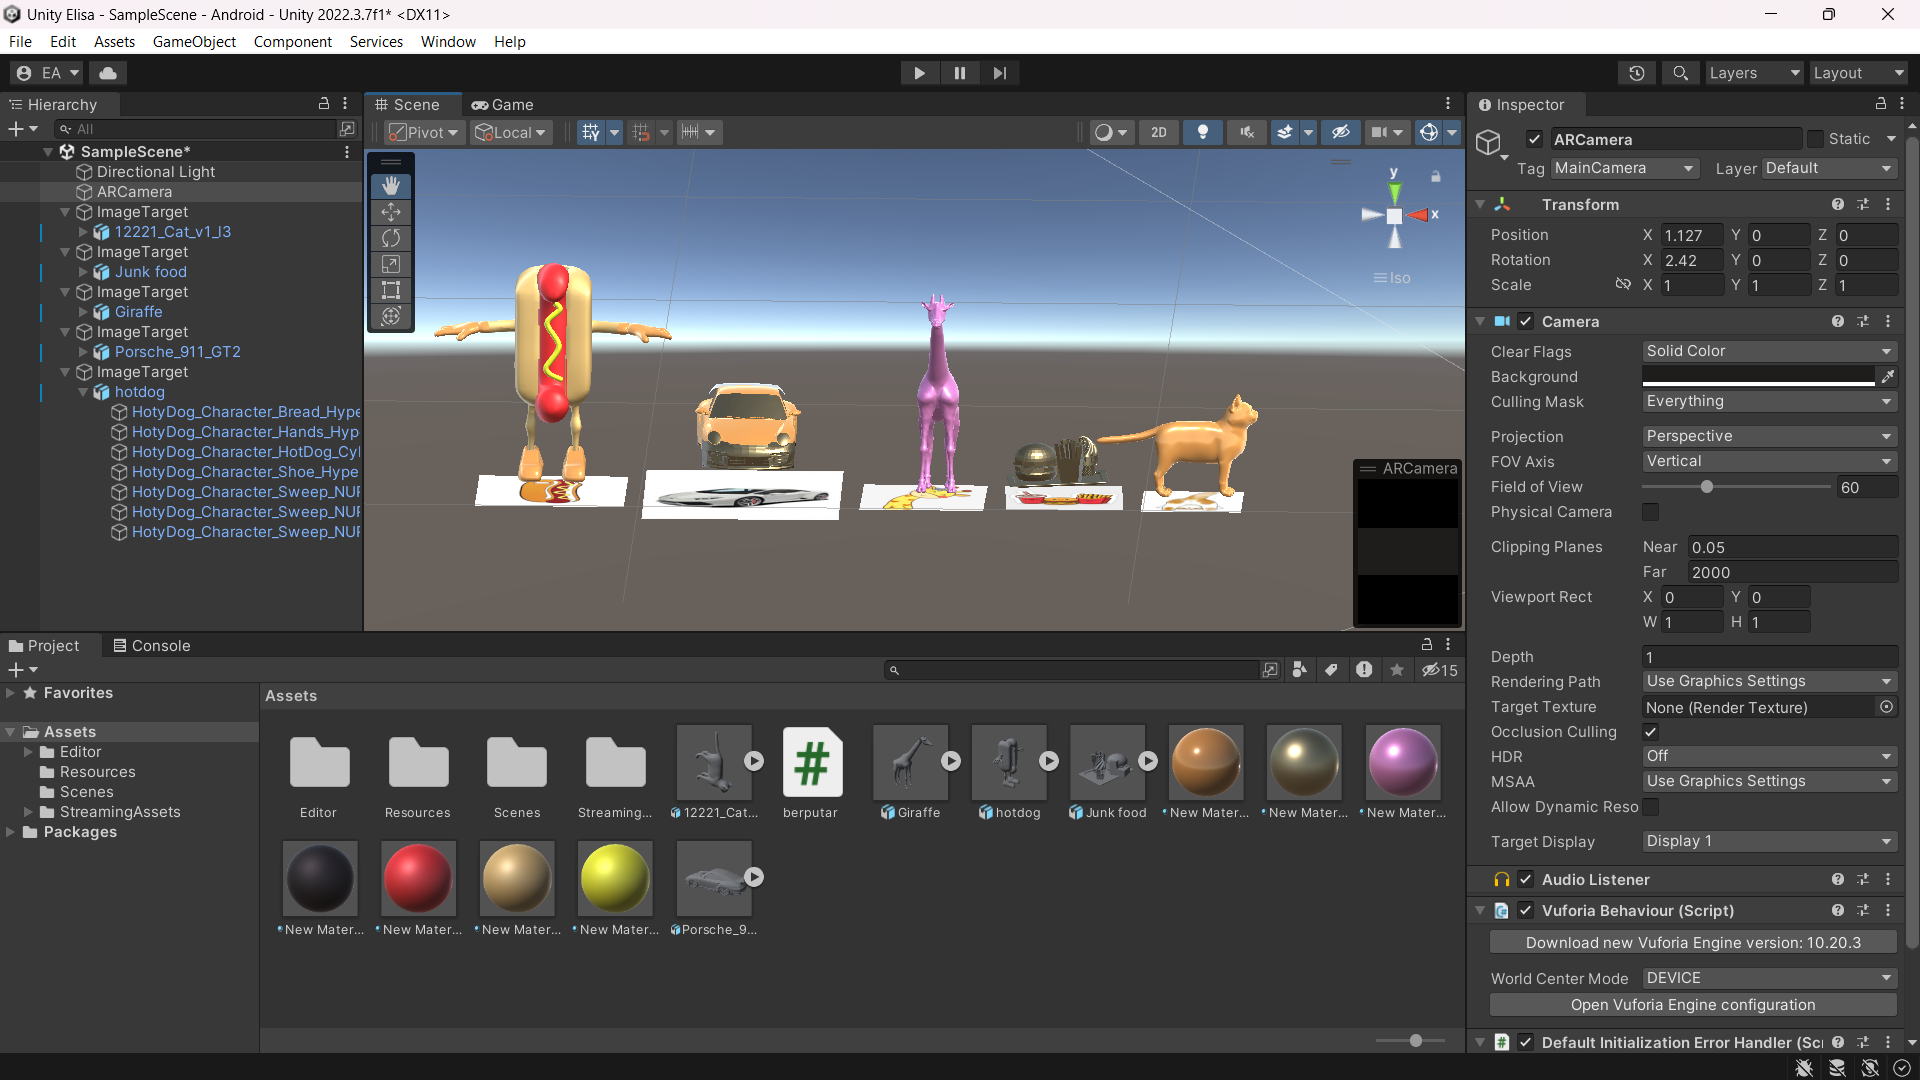 Unity Elisa - SampleScene - Android - Unity 2022.3.7f1* <DX11>
File Edit Assets GameObject Component Services Window Help
EA
Layers
Layout
Hierarchy
All
SampleScene*
Directional Light
ARCamera
ImageTarget
12221_Cat_v1_l3
ImageTarget
Junk food
ImageTarget
Giraffe
ImageTarget
Porsche_911_GT2
ImageTarget
hotdog
HotyDog_Character_Bread_Hype
HotyDog_Character_Hands_Hyp
HotyDog_Character_HotDog_Cyl
HotyDog_Character_Shoe_Hype
HotyDog_Character_Sweep_NUR
HotyDog_Character_Sweep_NUR
HotyDog_Character_Sweep_NUR
Scene Game
Pivot Local 2D
y
x
Iso
ARCamera
Project Console
15
Favorites
Assets
Editor
Resources
Scenes
StreamingAssets
Packages
Assets
Editor Resources Scenes Streaming... 12221_Cat... berputar Giraffe hotdog Junk food New Mater... New Mater... New Mater...
New Mater... New Mater... New Mater... New Mater... Porsche_9...
Inspector
ARCamera Static
Tag MainCamera Layer Default
Transform
Position X 1.127 Y 0 Z 0
Rotation X 2.42 Y 0 Z 0
Scale X 1 Y 1 Z 1
Camera
Clear Flags Solid Color
Background
Culling Mask Everything
Projection Perspective
FOV Axis Vertical
Field of View 60
Physical Camera
Clipping Planes Near 0.05
Far 2000
Viewport Rect X 0 Y 0
W 1 H 1
Depth 1
Rendering Path Use Graphics Settings
Target Texture None (Render Texture)
Occlusion Culling
HDR Off
MSAA Use Graphics Settings
Allow Dynamic Reso
Target Display Display 1
Audio Listener
Vuforia Behaviour (Script)
Download new Vuforia Engine version: 10.20.3
World Center Mode DEVICE
Open Vuforia Engine configuration
Default Initialization Error Handler (Scr